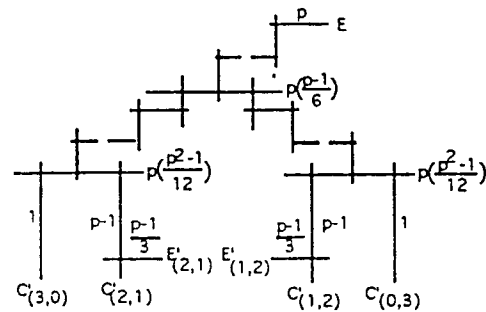 p
E
p(p-1/6)
p(p²-1/12)
p(p²-1/12)
1
p-1
p-1/3
p-1/3
p-1
1
E'(2,1)
E'(1,2)
C'(3,0)
C'(2,1)
C'(1,2)
C'(0,3)